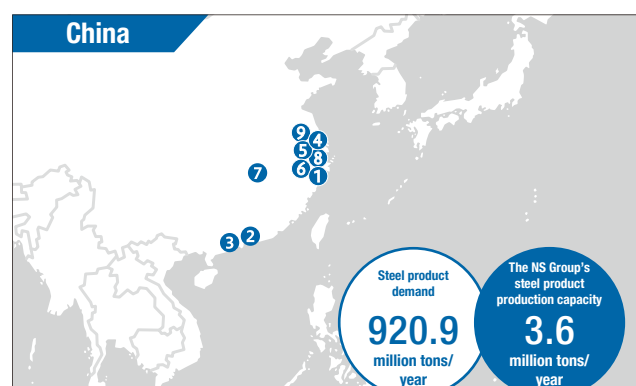 China
9
4
5
8
6
1
7
2
3
Steel product
demand
920.9
million tons/
year
The NS Group's
steel product
production capacity
3.6
million tons/
year